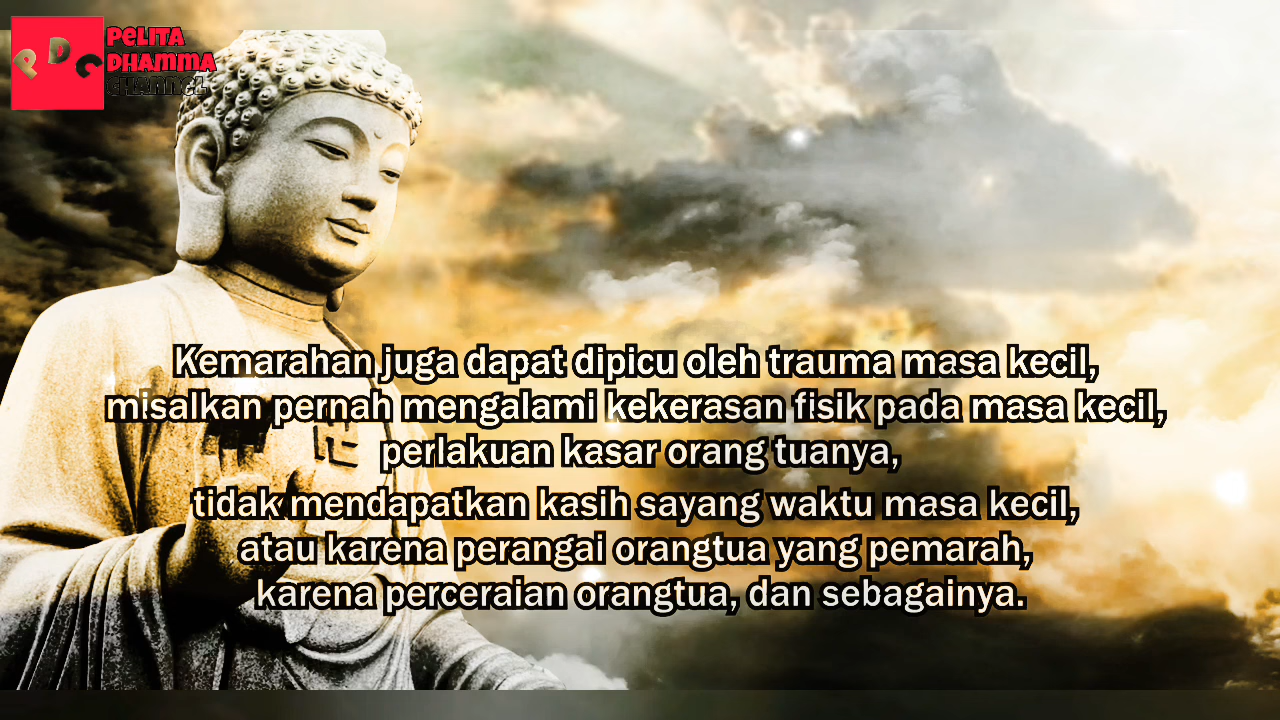 PDC
PELITA
DHAMMA
CHANNEL
Kemarahan juga dapat dipicu oleh trauma masa kecil,
misalkan pernah mengalami kekerasan fisik pada masa kecil,
perlakuan kasar orang tuanya,
tidak mendapatkan kasih sayang waktu masa kecil,
atau karena perangai orangtua yang pemarah,
karena perceraian orangtua, dan sebagainya.